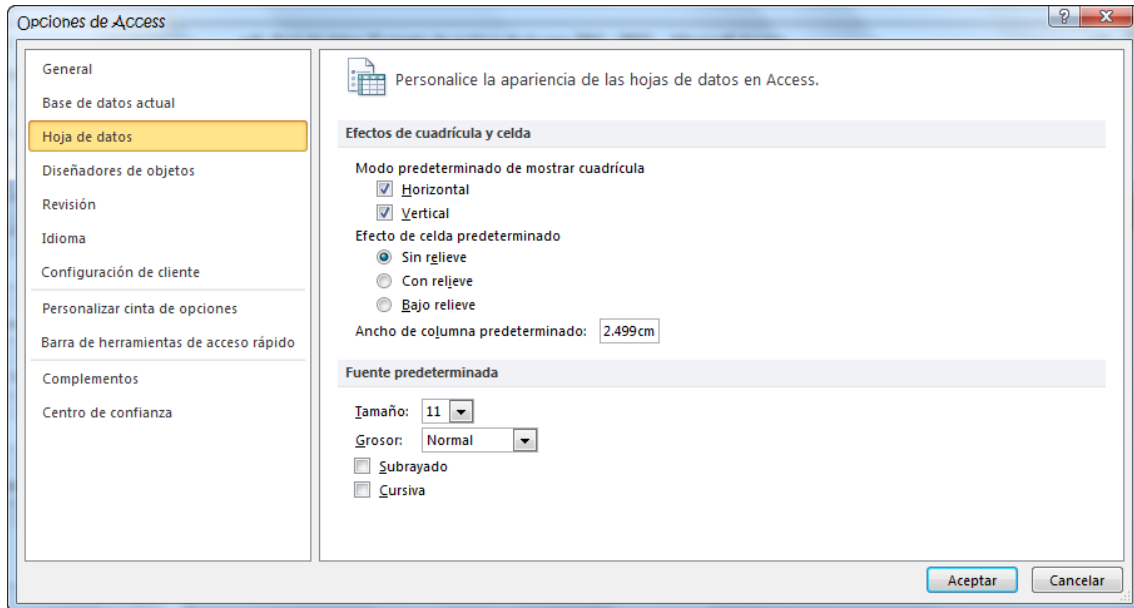 Opciones de Access
General
Base de datos actual
Hoja de datos
Diseñadores de objetos
Revisión
Idioma
Configuración de cliente
Personalizar cinta de opciones
Barra de herramientas de acceso rápido
Complementos
Centro de confianza
Personalice la apariencia de las hojas de datos en Access.
Efectos de cuadrícula y celda
Modo predeterminado de mostrar cuadrícula
Horizontal
Vertical
Efecto de celda predeterminado
Sin relieve
Con relieve
Bajo relieve
Ancho de columna predeterminado: 2.499cm
Fuente predeterminada
Tamaño: 11
Grosor: Normal
Subrayado
Cursiva
Aceptar Cancelar